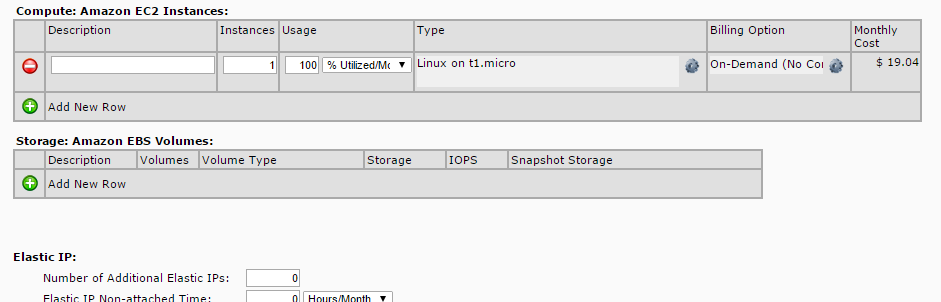 Compute: Amazon EC2 Instances:
Description Instances Usage Type Billing Option Monthly Cost
1 100 % Utilized/Mo Linux on t1.micro On-Demand (No Cor $ 19.04
Add New Row
Storage: Amazon EBS Volumes:
Description Volumes Volume Type Storage IOPS Snapshot Storage
Add New Row
Elastic IP:
Number of Additional Elastic IPs: 0
Elastic IP Non-attached Time: 0 Hours/Month